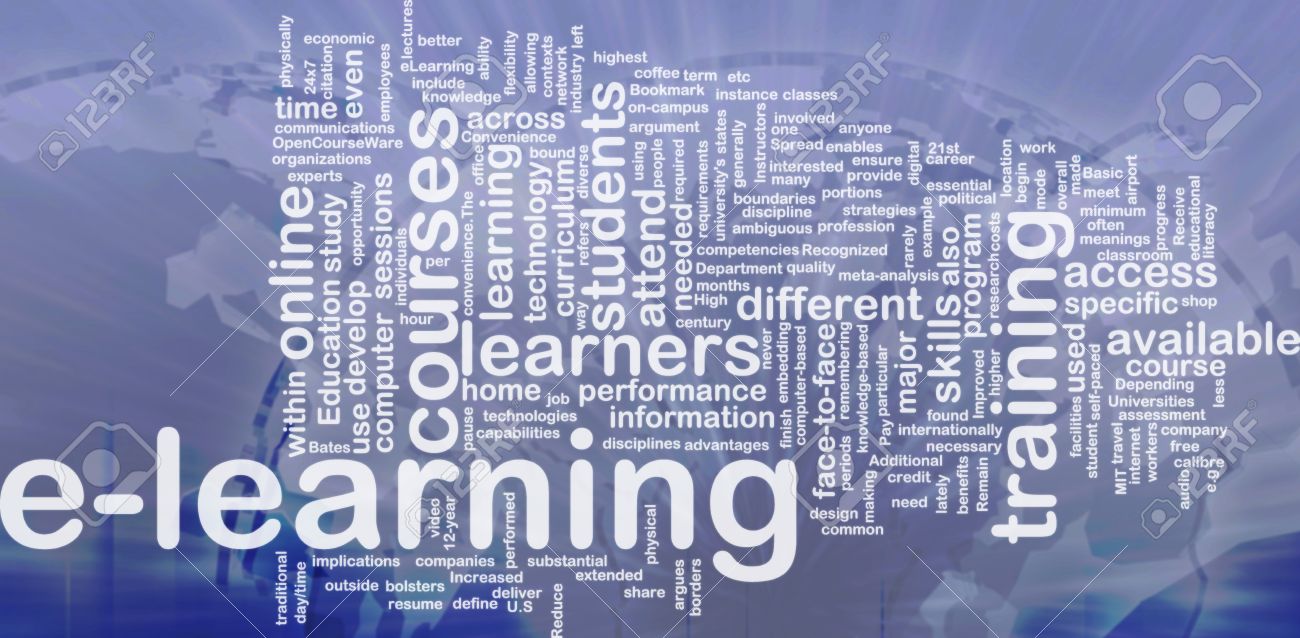 physically
24x7
economic
citation
lectures
employees
better
eLearning
include
knowledge
ability
flexibility
allowing
contexts
network
industry left
highest
coffee term etc
Bookmark
on-campus
instance classes
argument
time
even
communications
OpenCourseWare
organizations
experts
across
Convenience
office
bound
diverse
using
people
required
requirements
university's states
generally
Instructors
involved
one
anyone
Spread enables
interested
ensure
many
provide
portions
digital
21st
career
boundaries
discipline
strategies
ambiguous
profession
essential
political
location
work
begin
mode
overall
made
Basic
meet
airport
minimum
often
meanings
classroom
progress
Receive
educational
literacy
within online
Education study
opportunity
use develop
computer sessions
individuals
per
hour
courses
convenience.The
learning
technology
curriculum
refers
way
students
attend
needed
century
competencies Recognized
Department quality
months
High
meta-analysis
rarely
example
different
skills also
program
research
costs
training
access
specific
shop
available
course
learners
home
job
performance
information
technologies
capabilities
pause
Bates
disciplines
advantages
never
embedding
finish
computer-based
face-to-face
remembering
periods
knowledge-based
Pay particular
major
found
internationally
necessary
Improved
higher
Additional
credit
making
need
lately
benefits
Remain
design
common
facilities used
student self-paced
Depending
Universities
assessment
less
company
MIT travel
internet
workers
free
calibre
audio
e.g
e-learning
video
12-year
performed
traditional
day/time
implications
companies
substantial
outside
bolsters
Increased
extended
physical
resume
define
deliver
U.S
Reduce
share
argues
borders
123RF
123RF
123RF
123RF
123RF
123RF
123RF